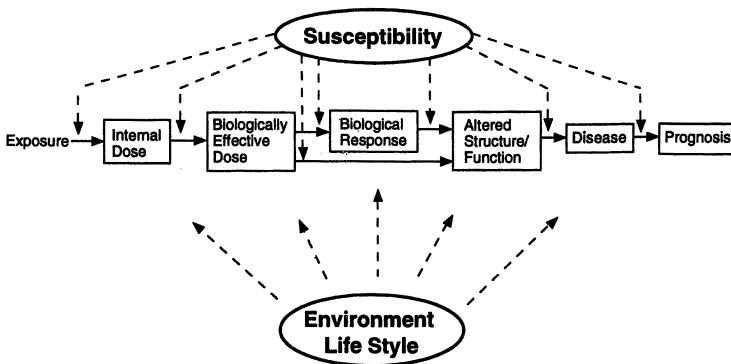 Susceptibility
Exposure
Internal
Dose
Biologically
Effective
Dose
Biological
Response
Altered
Structure/
Function
Disease
Prognosis
Environment
Life Style